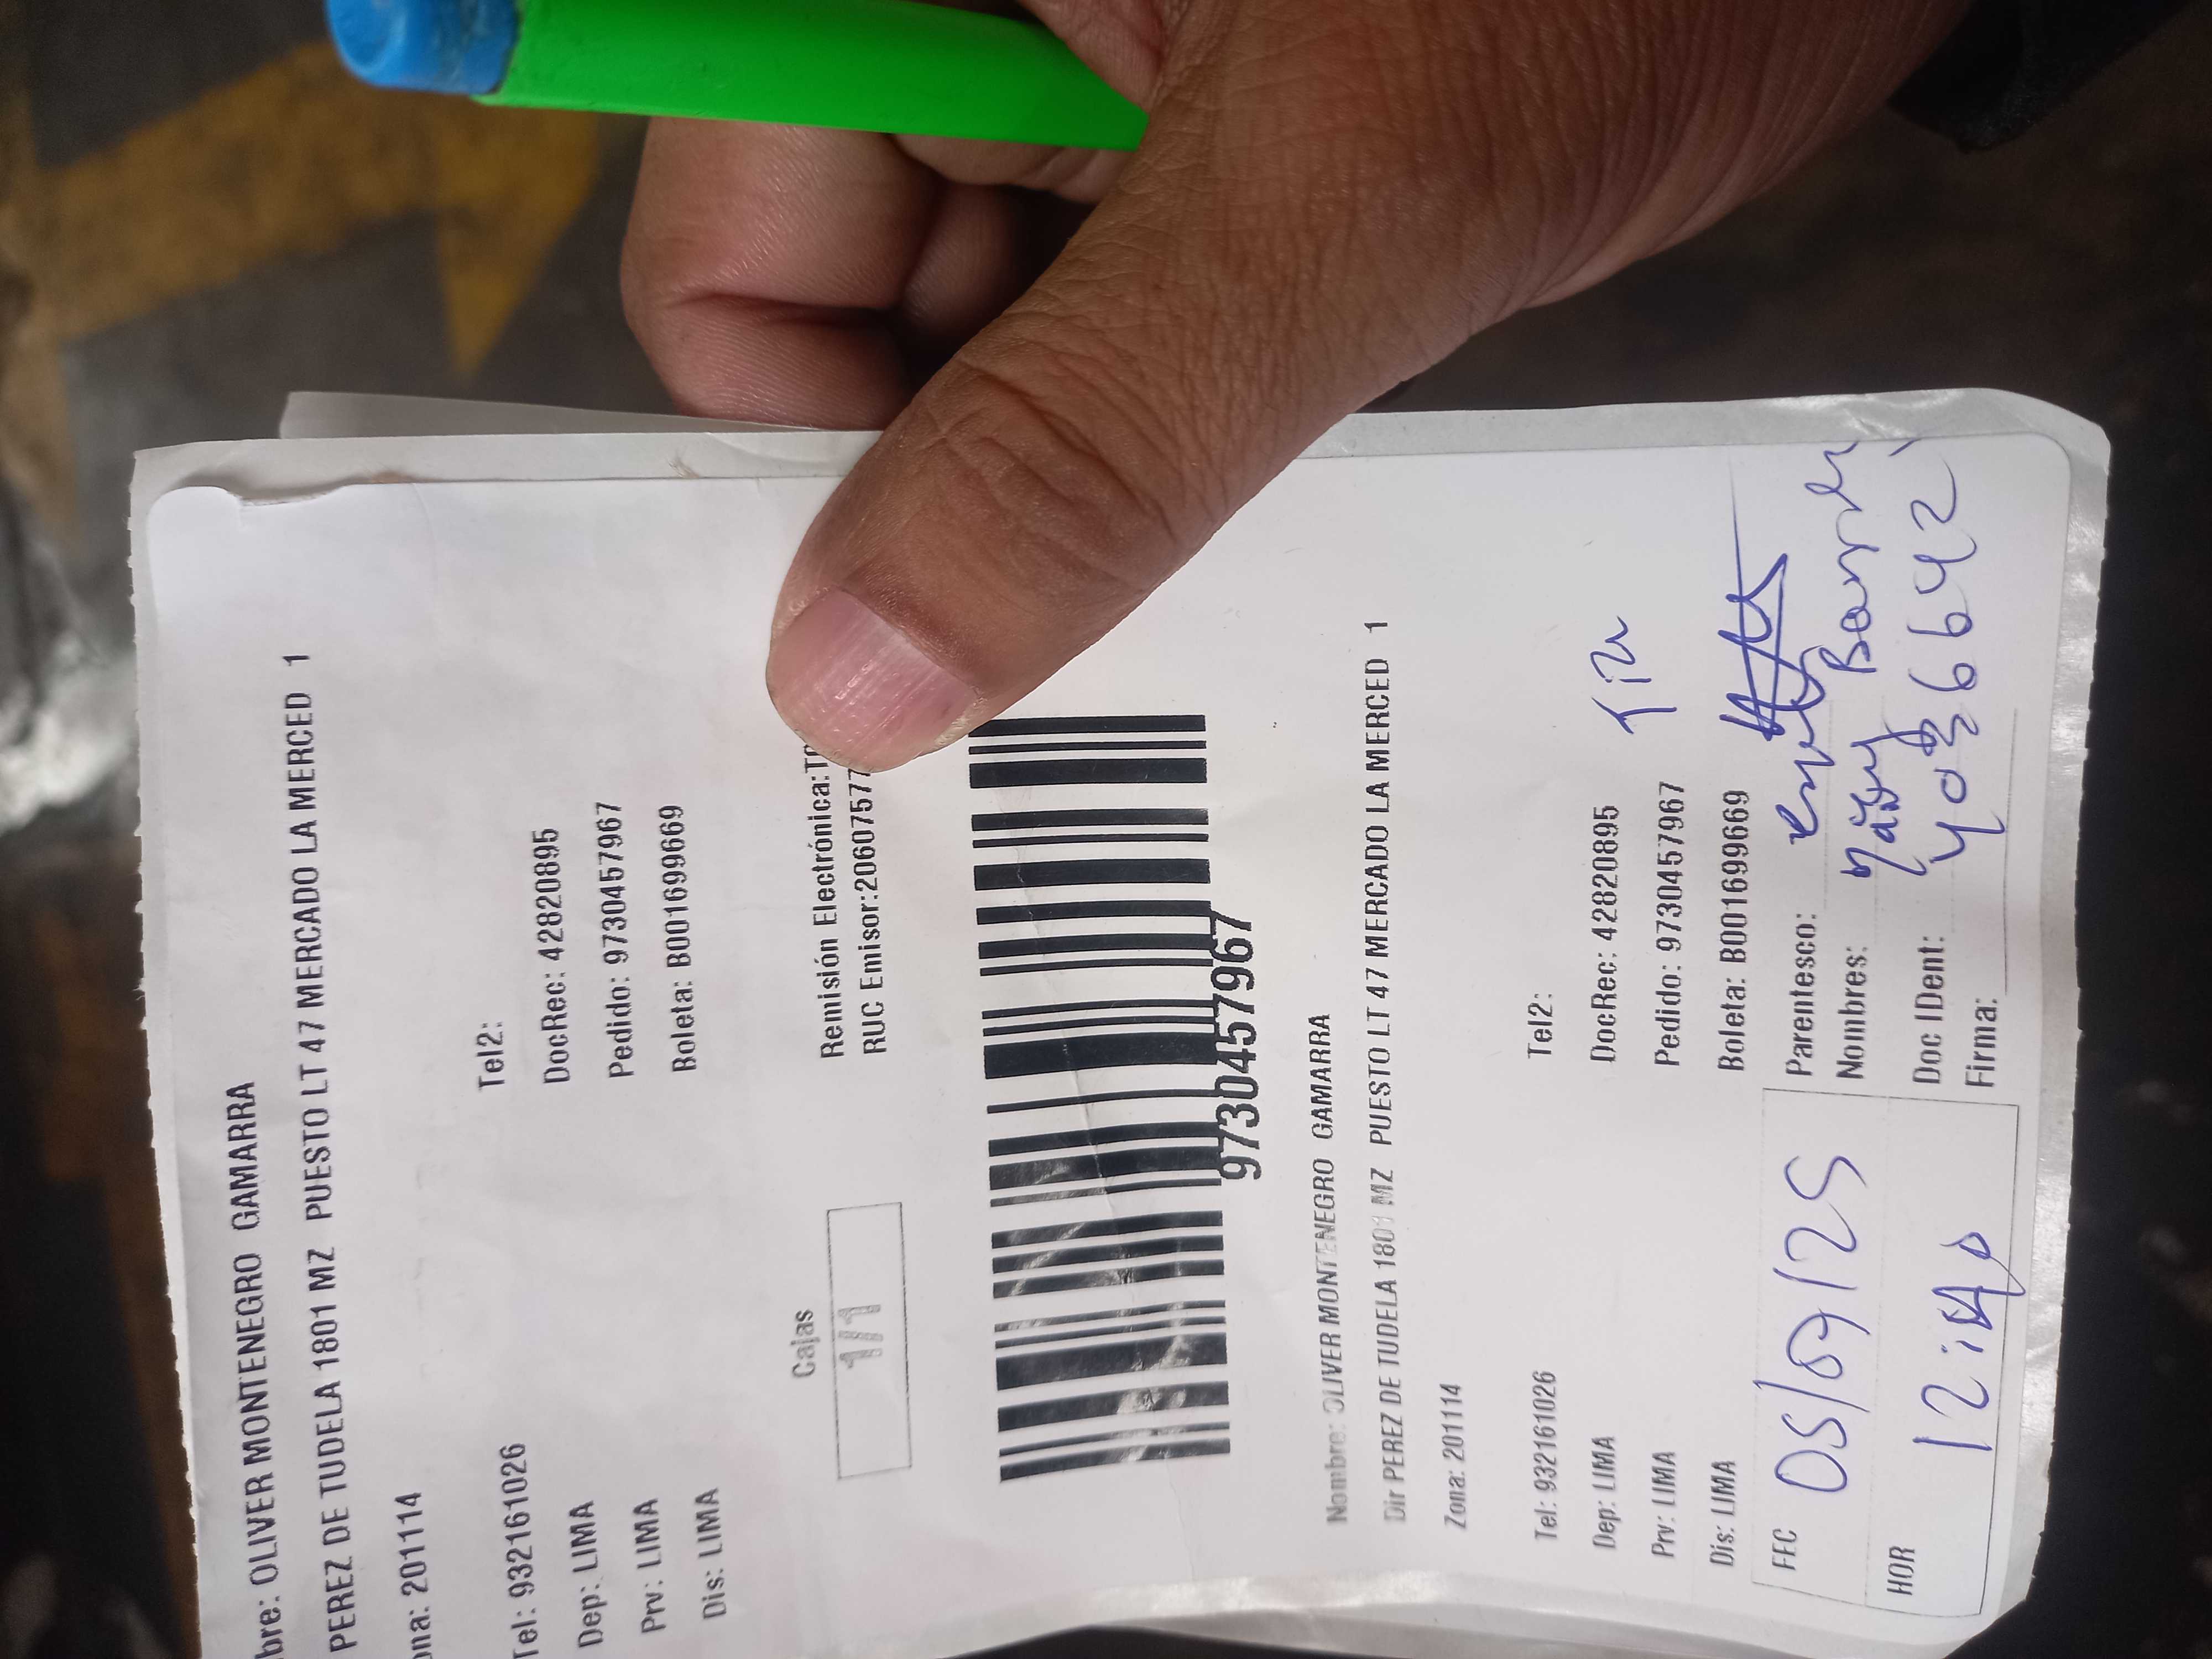 bre: OLIVER MONTENEGRO GAMARRA
PEREZ DE TUDELA 1801 MZ PUESTO LT 47 MERCADO LA MERCED 1
ona: 201114
Tel: 932161026 Tel2:
Dep: LIMA DocRec: 42820895
Prv: LIMA Pedido: 9730457967
Dis: LIMA Boleta: B001699669
Cajas
1/1
Remisión Electrónica:
RUC Emisor:20607577
9730457967
Nombre: OLIVER MONTENEGRO GAMARRA
Dir PEREZ DE TUDELA 1801 MZ PUESTO LT 47 MERCADO LA MERCED 1
Zona: 201114
Tel: 932161026 Tel2:
Dep: LIMA DocRec: 42820895
Prv: LIMA Pedido: 9730457967
Dis: LIMA Boleta: B001699669
FEC 05/09/25 Parentesco:
Nombres:
HOR Doc IDent:
Firma: